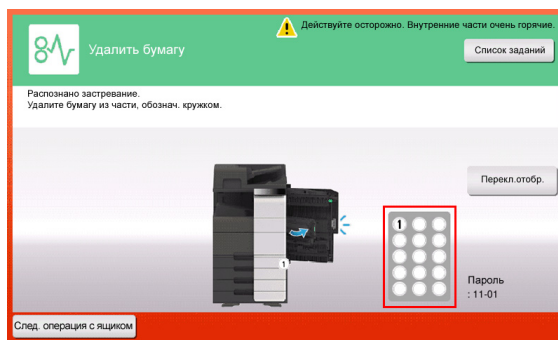 Действуйте осторожно. Внутренние части очень горячие.
Удалить бумагу
Список заданий
Распознано застревание.
Удалите бумагу из части, обознач. кружком.
Перекл.отобр.
1
1
Пароль
: 11-01
След. операция с ящиком